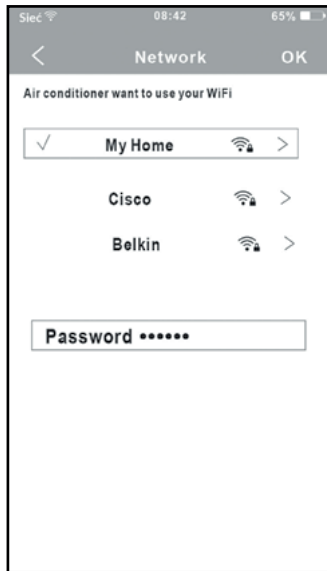 Sieć 08:42 65%
Network OK
Air conditioner want to use your WiFi
My Home
Cisco
Belkin
Password ••••••